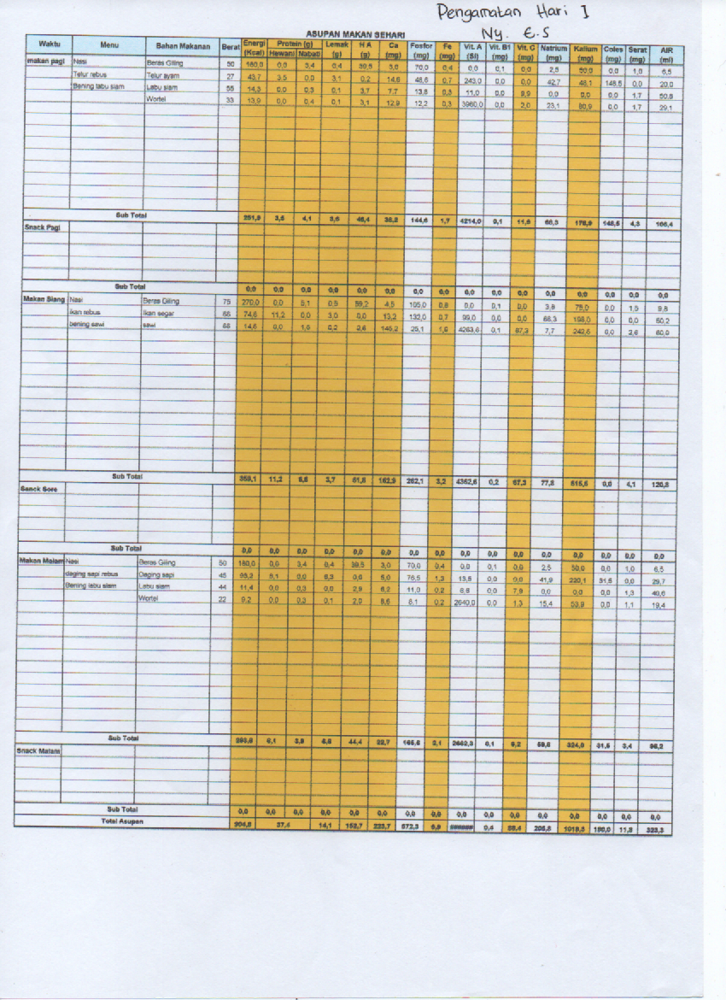 Pengamatan Hari I
Ny. E.S
ASUPAN MAKAN SEHARI
Waktu Menu Bahan Makanan Berat Energi (Kcal) Protein (g) Hewani Nabati Lemak (g) H A (g) Ca (mg) Fosfor (mg) Fe (mg) Vit. A (SI) Vit. B1 (mg) Vit. C (mg) Natrium (mg) Kalium (mg) Coles (mg) Serat (mg) AIR (ml)
makan pagi Nasi Beras Giling 50 180,0 0,0 3,4 0,4 39,5 3,0 70,0 0,4 0,0 0,1 0,0 2,5 50,0 0,0 1,0 6,5
Telur rebus Telur ayam 27 43,7 3,5 0,0 3,1 0,2 14,6 48,6 0,7 243,0 0,0 0,0 42,7 46,1 148,5 0,0 20,0
Bening labu siam Labu siam 55 14,3 0,0 0,3 0,1 3,7 7,7 13,8 0,3 11,0 0,0 9,9 0,0 0,0 0,0 1,7 50,8
Wortel 33 13,9 0,0 0,4 0,1 3,1 12,9 12,2 0,3 3960,0 0,0 2,0 23,1 80,9 0,0 1,7 29,1
Sub Total 251,9 3,5 4,1 3,6 46,4 38,2 144,6 1,7 4214,0 0,1 11,9 68,3 176,9 148,5 4,3 106,4
Snack Pagi
Sub Total 0,0 0,0 0,0 0,0 0,0 0,0 0,0 0,0 0,0 0,0 0,0 0,0 0,0 0,0 0,0 0,0
Makan Siang Nasi Beras Giling 75 270,0 0,0 5,1 0,5 59,2 4,5 105,0 0,6 0,0 0,1 0,0 3,8 75,0 0,0 1,5 9,8
ikan rebus Ikan segar 66 74,6 11,2 0,0 3,0 0,0 13,2 132,0 0,7 99,0 0,0 0,0 66,3 198,0 0,0 0,0 50,2
bening sawi sawi 66 14,6 0,0 1,5 0,2 2,6 145,2 25,1 1,9 4263,6 0,1 67,3 7,7 242,6 0,0 2,6 60,0
Sub Total 359,1 11,2 6,6 3,7 61,8 162,9 262,1 3,2 4362,6 0,2 67,3 77,8 515,6 0,0 4,1 120,8
Sanck Sore
Sub Total 0,0 0,0 0,0 0,0 0,0 0,0 0,0 0,0 0,0 0,0 0,0 0,0 0,0 0,0 0,0 0,0
Makan Malam Nasi Beras Giling 50 180,0 0,0 3,4 0,4 39,5 3,0 70,0 0,4 0,0 0,1 0,0 2,5 50,0 0,0 1,0 6,5
daging sapi rebus Daging sapi 45 8,1 0,0 6,3 0,0 5,0 76,5 1,3 13,5 0,0 0,0 41,9 220,1 31,5 0,0 29,7
Bening labu siam Labu siam 44 11,4 0,0 0,3 0,0 2,9 6,2 11,0 0,2 8,8 0,0 7,9 0,0 0,0 0,0 1,3 40,6
Wortel 22 9,2 0,0 0,3 0,1 2,0 8,6 8,1 0,2 2640,0 0,0 1,3 15,4 53,9 0,0 1,1 19,4
Sub Total 8,1 3,9 6,8 44,4 22,7 165,6 2662,3 0,1 9,2 59,8 324,0 31,5 3,4 96,2
Snack Malam
Sub Total 0,0 0,0 0,0 0,0 0,0 0,0 0,0 0,0 0,0 0,0 0,0 0,0 0,0 0,0 0,0 0,0
Total Asupan 37,4 14,1 152,7 223,7 572,3 ###### 0,4 88,4 1016,5 180,0 11,8 323,3